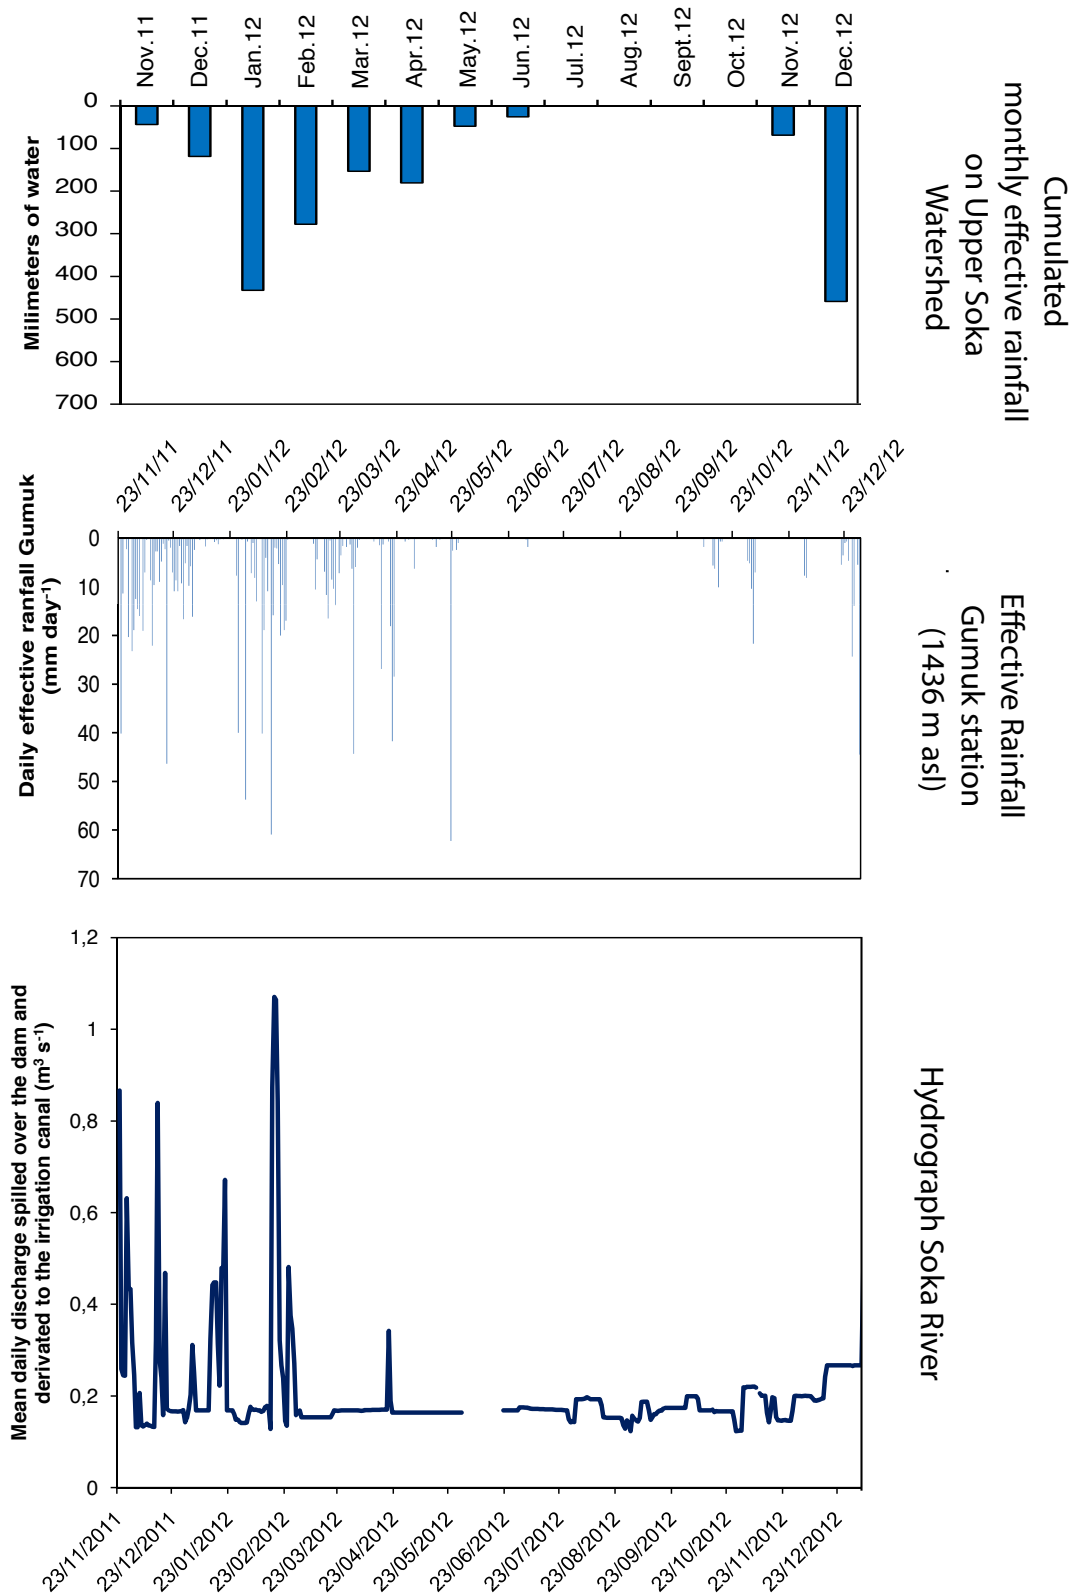 Nov.11
Dec.11
Jan.12
Feb.12
Mar.12
Apr.12
May.12
Jun.12
Jul.12
Aug.12
Sept.12
Oct.12
Nov.12
Dec.12
0
100
200
300
400
500
600
700
Milimeters of water
Cumulated
monthly effective rainfall
on Upper Soka
Watershed
23/11/11
23/12/11
23/01/12
23/02/12
23/03/12
23/04/12
23/05/12
23/06/12
23/07/12
23/08/12
23/09/12
23/10/12
23/11/12
23/12/12
0
10
20
30
40
50
60
70
Daily effective ranfall Gumuk
(mm day-1)
Effective Rainfall
Gumuk station
(1436 m asl)
1,2
1
0,8
0,6
0,4
0,2
0
Mean daily discharge spilled over the dam and
derivated to the irrigation canal (m³ s-1)
Hydrograph Soka River
23/11/2011
23/12/2011
23/01/2012
23/02/2012
23/03/2012
23/04/2012
23/05/2012
23/06/2012
23/07/2012
23/08/2012
23/09/2012
23/10/2012
23/11/2012
23/12/2012